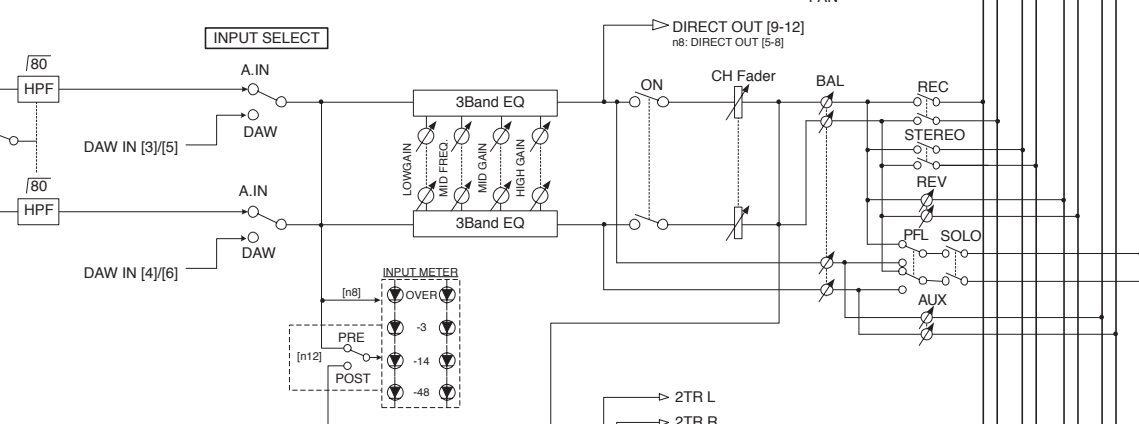 PAN
DIRECT OUT [9-12]
n8: DIRECT OUT [5-8]
INPUT SELECT
80
HPF
A.IN
DAW
DAW IN [3]/[5]
3Band EQ
LOWGAIN
MID FREQ.
MID GAIN
HIGH GAIN
3Band EQ
ON
CH Fader
BAL
REC
STEREO
REV
PFL
SOLO
AUX
80
HPF
A.IN
DAW
DAW IN [4]/[6]
INPUT METER
[n8]
OVER
-3
[n12]
PRE
-14
POST
-48
2TR L
2TR R